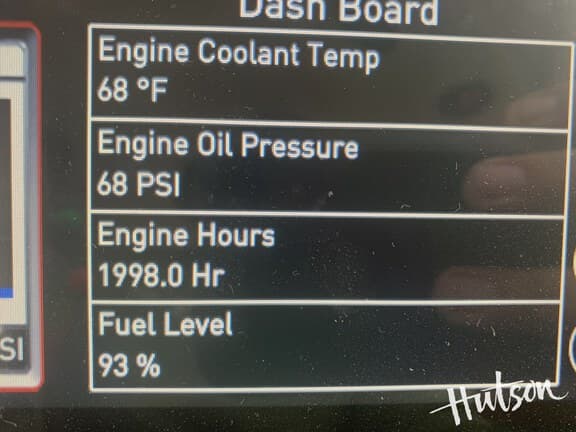 Dash Board
Engine Coolant Temp
68 °F
Engine Oil Pressure
68 PSI
Engine Hours
1998.0 Hr
Fuel Level
93 %
SI
Hutson